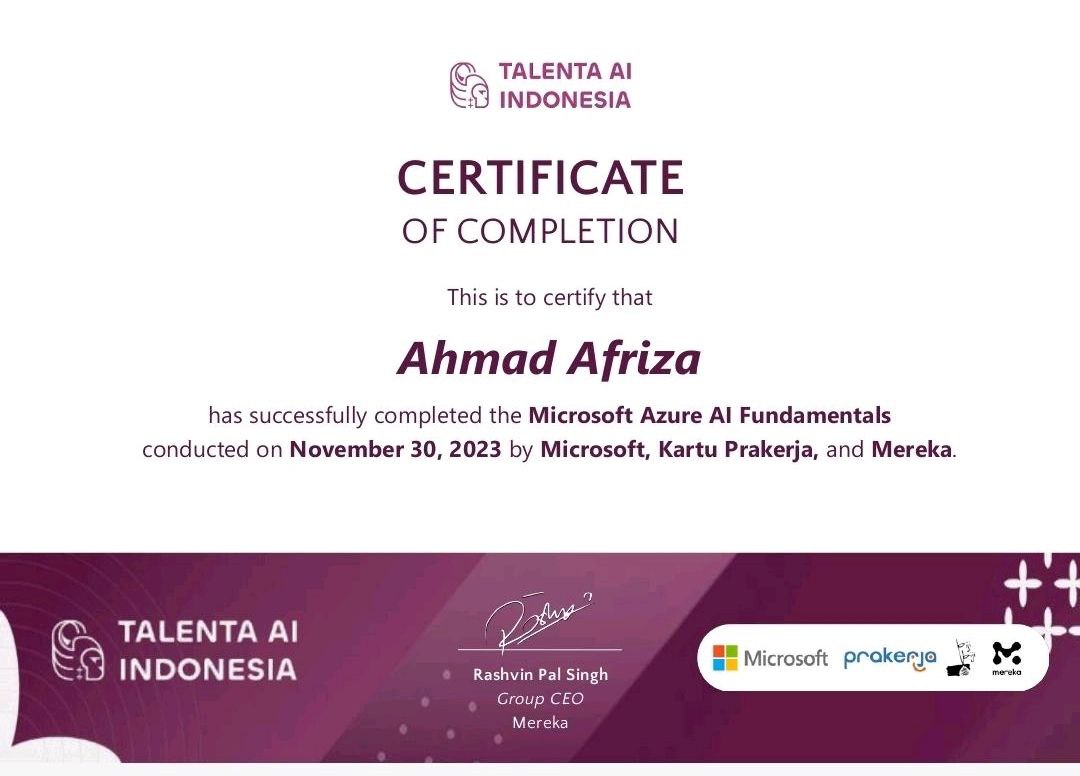 TALENTA AI
INDONESIA
CERTIFICATE
OF COMPLETION
This is to certify that
Ahmad Afriza
has successfully completed the Microsoft Azure AI Fundamentals
conducted on November 30, 2023 by Microsoft, Kartu Prakerja, and Mereka.
TALENTA AI
INDONESIA
Rashvin Pal Singh
Group CEO
Mereka
Microsoft
prakerja
mereka